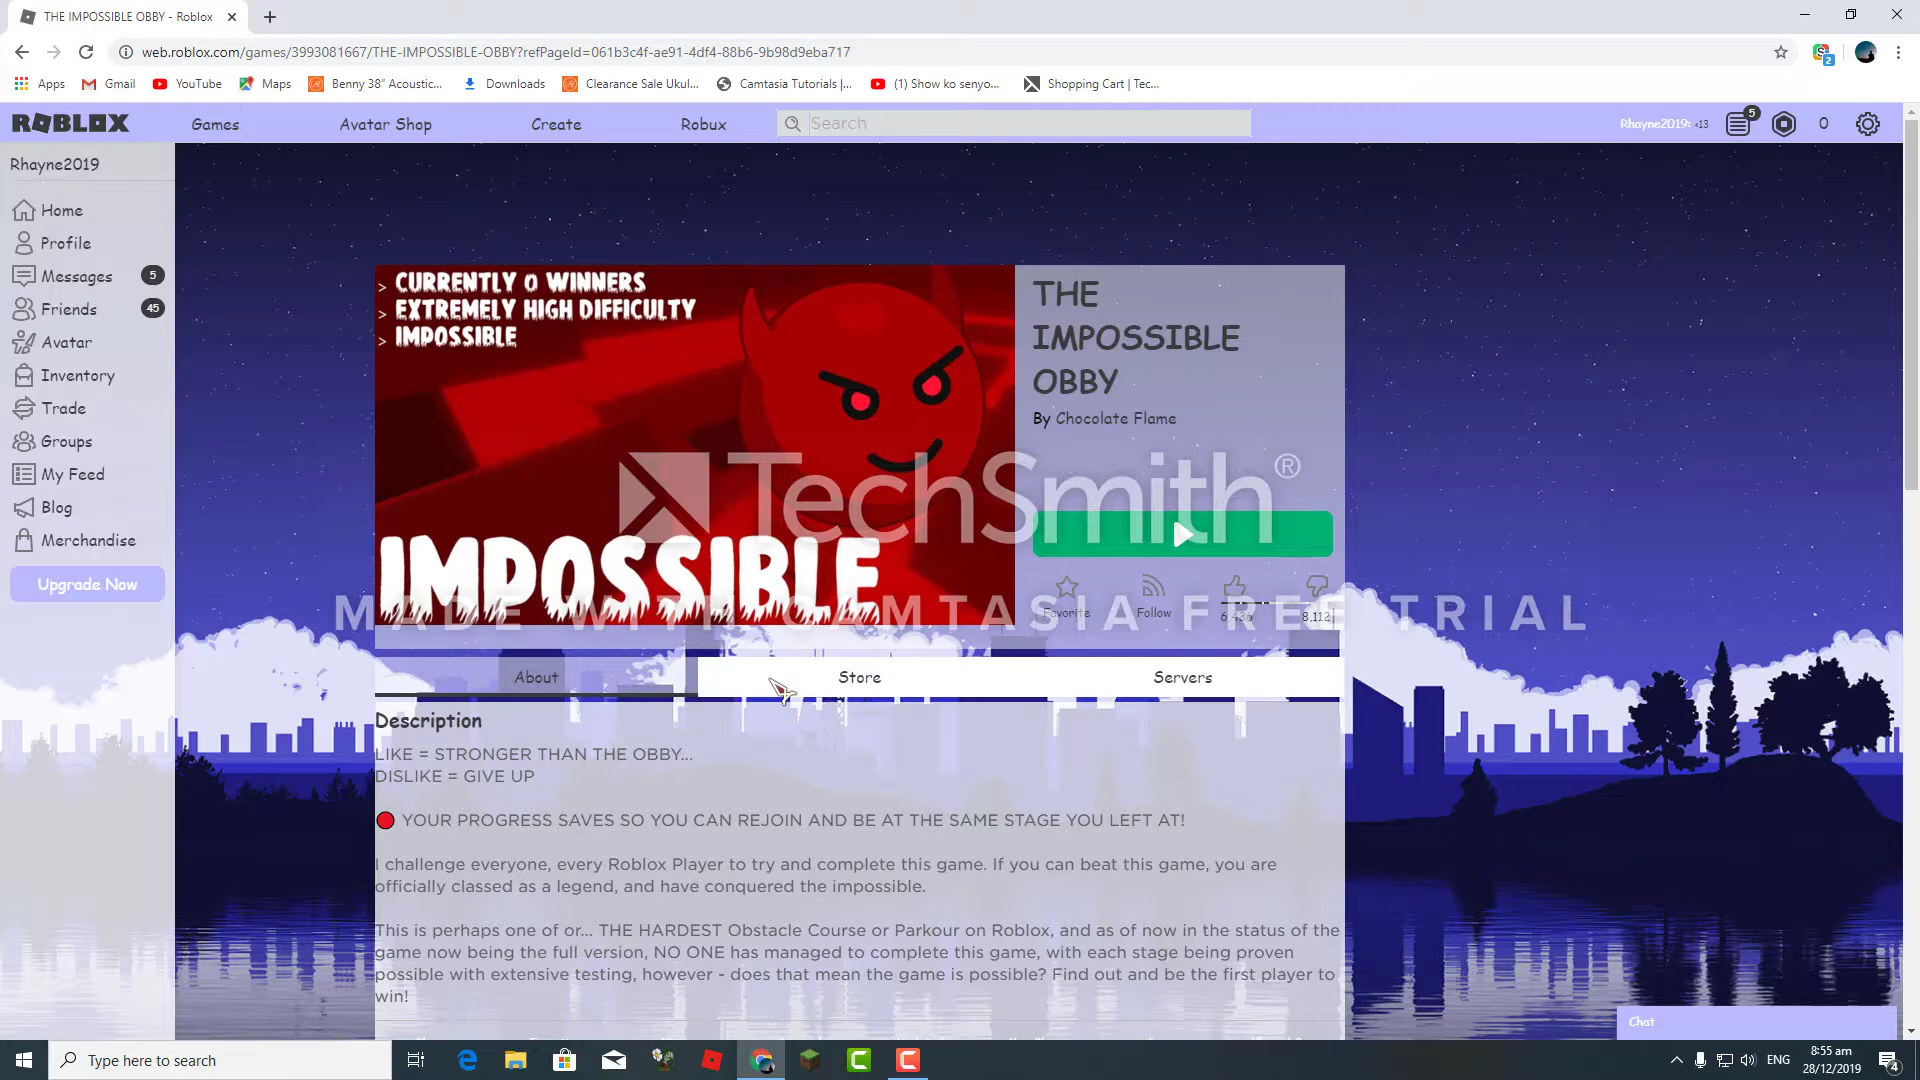 THE IMPOSSIBLE OBBY - Roblox
web.roblox.com/games/3993081667/THE-IMPOSSIBLE-OBBY?refPageId=061b3c4f-ae91-4df4-88b6-9b98d9eba717
2
Apps Gmail YouTube Maps Benny 38" Acoustic... Downloads Clearance Sale Ukul... Camtasia Tutorials |... (1) Show ko senyo... Shopping Cart | Tec...
ROBLOX Games Avatar Shop Create Robux Search Rhayne2019: <13 5 0
Rhayne2019
Home
Profile
Messages 5
Friends 45
Avatar
Inventory
Trade
Groups
My Feed
Blog
Merchandise
Upgrade Now
> CURRENTLY 0 WINNERS
> EXTREMELY HIGH DIFFICULTY
> IMPOSSIBLE
IMPOSSIBLE
THE
IMPOSSIBLE
OBBY
By Chocolate Flame
TechSmith®
Favorite Follow 6,436 8,112
MADE WITH CAMTASIA FREE TRIAL
About Store Servers
Description
LIKE = STRONGER THAN THE OBBY...
DISLIKE = GIVE UP
YOUR PROGRESS SAVES SO YOU CAN REJOIN AND BE AT THE SAME STAGE YOU LEFT AT!
I challenge everyone, every Roblox Player to try and complete this game. If you can beat this game, you are
officially classed as a legend, and have conquered the impossible.
This is perhaps one of or... THE HARDEST Obstacle Course or Parkour on Roblox, and as of now in the status of the
game now being the full version, NO ONE has managed to complete this game, with each stage being proven
possible with extensive testing, however - does that mean the game is possible? Find out and be the first player to
win!
Chat
Type here to search
ENG
8:55 am
28/12/2019
4